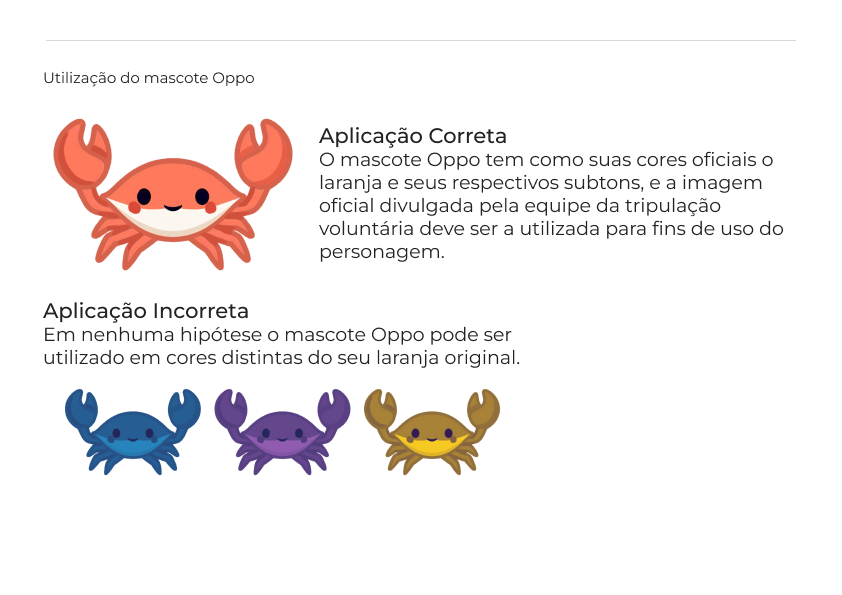 Utilização do mascote Oppo
Aplicação Correta
O mascote Oppo tem como suas cores oficiais o
laranja e seus respectivos subtons, e a imagem
oficial divulgada pela equipe da tripulação
voluntária deve ser a utilizada para fins de uso do
personagem.
Aplicação Incorreta
Em nenhuma hipótese o mascote Oppo pode ser
utilizado em cores distintas do seu laranja original.